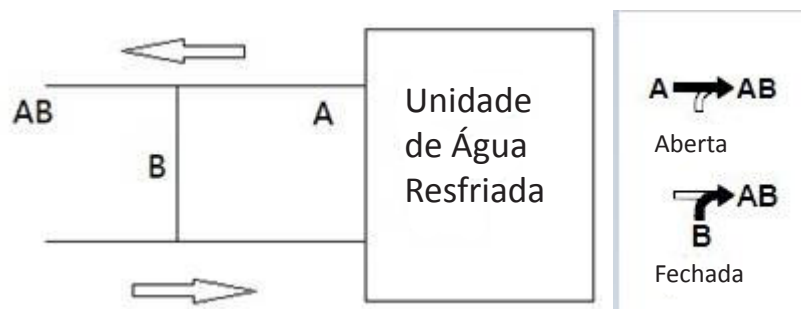 AB
A
B
Unidade
de Água
Resfriada
A AB
Aberta
AB
B
Fechada